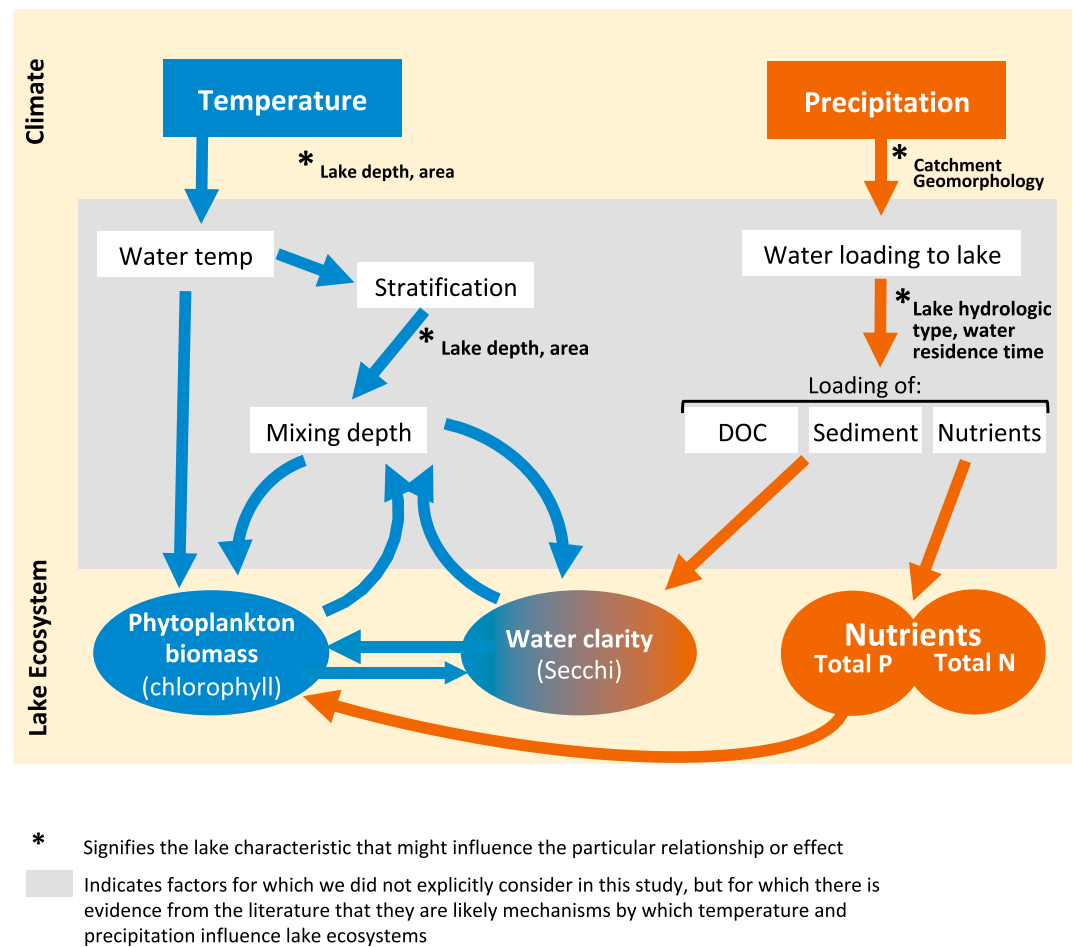 Climate
Temperature
Precipitation
* Lake depth, area
* Catchment
Geomorphology
Water temp
Stratification
Water loading to lake
* Lake depth, area
* Lake hydrologic
type, water
residence time
Loading of:
Mixing depth
DOC
Sediment
Nutrients
Lake Ecosystem
Phytoplankton
biomass
(chlorophyll)
Water clarity
(Secchi)
Nutrients
Total P
Total N
* Signifies the lake characteristic that might influence the particular relationship or effect
Indicates factors for which we did not explicitly consider in this study, but for which there is
evidence from the literature that they are likely mechanisms by which temperature and
precipitation influence lake ecosystems